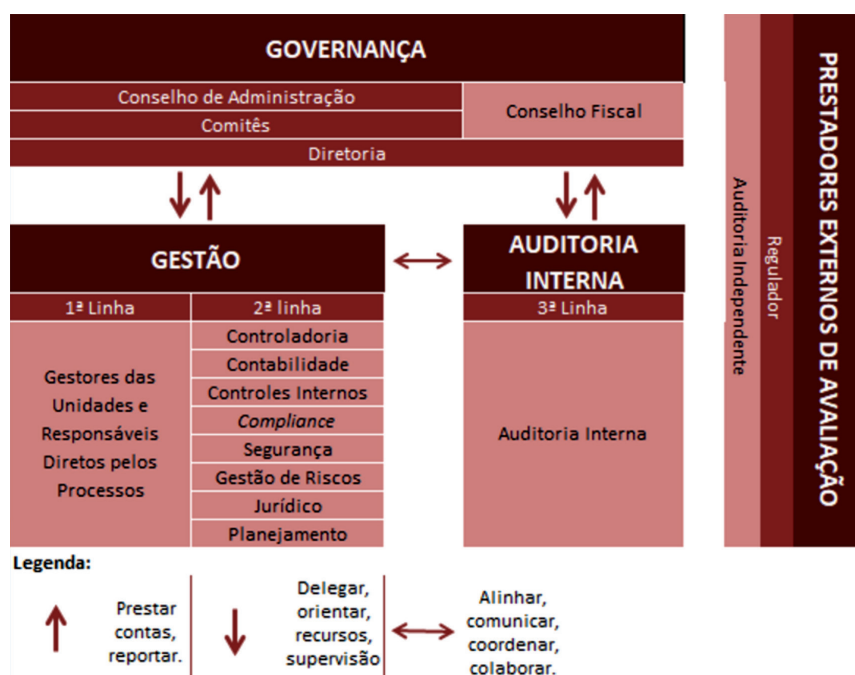 GOVERNANÇA
Conselho de Administração
Comitês
Conselho Fiscal
Diretoria
GESTÃO
AUDITORIA
INTERNA
1ª Linha
2ª linha
3ª Linha
Gestores das
Unidades e
Responsáveis
Diretos pelos
Processos
Controladoria
Contabilidade
Controles Internos
Compliance
Segurança
Gestão de Riscos
Jurídico
Planejamento
Auditoria Interna
Auditoria Independente
Regulador
PRESTADORES EXTERNOS DE AVALIAÇÃO
Legenda:
Prestar
contas,
reportar.
Delegar,
orientar,
recursos,
supervisão
Alinhar,
comunicar,
coordenar,
colaborar.